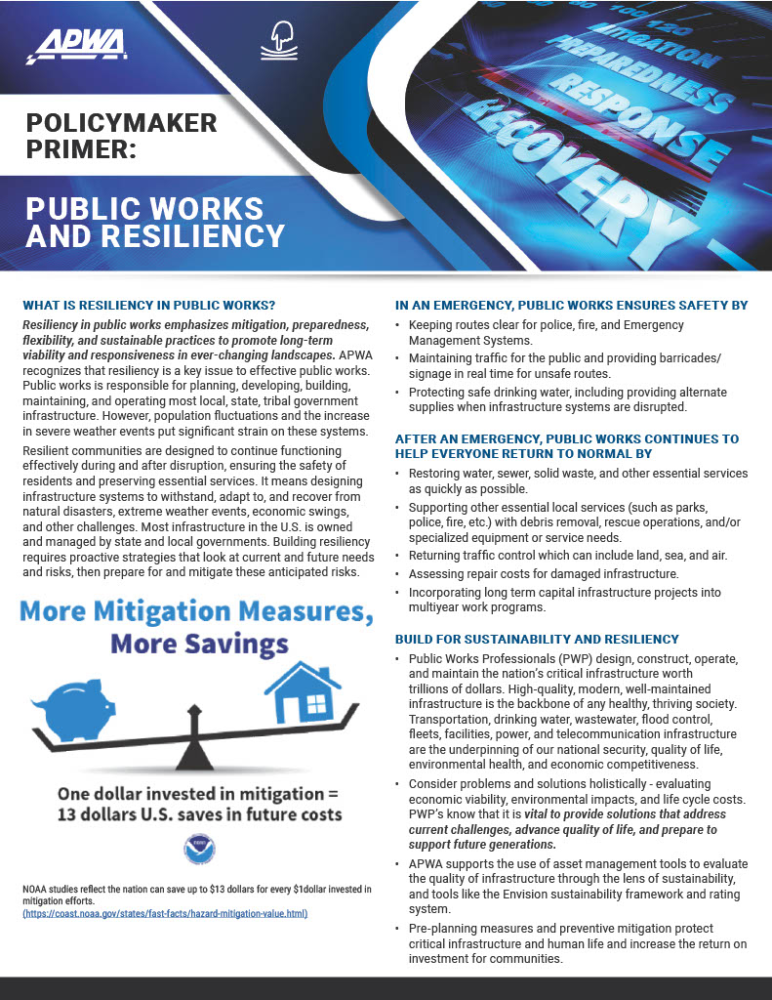 APWA
POLICYMAKER
PRIMER:
PUBLIC WORKS
AND RESILIENCY
80 100 120
MITIGATION
PREPAREDNESS
RESPONSE
RECOVERY
WHAT IS RESILIENCY IN PUBLIC WORKS?
Resiliency in public works emphasizes mitigation, preparedness,
flexibility, and sustainable practices to promote long-term
viability and responsiveness in ever-changing landscapes. APWA
recognizes that resiliency is a key issue to effective public works.
Public works is responsible for planning, developing, building,
maintaining, and operating most local, state, tribal government
infrastructure. However, population fluctuations and the increase
in severe weather events put significant strain on these systems.
Resilient communities are designed to continue functioning
effectively during and after disruption, ensuring the safety of
residents and preserving essential services. It means designing
infrastructure systems to withstand, adapt to, and recover from
natural disasters, extreme weather events, economic swings,
and other challenges. Most infrastructure in the U.S. is owned
and managed by state and local governments. Building resiliency
requires proactive strategies that look at current and future needs
and risks, then prepare for and mitigate these anticipated risks.
More Mitigation Measures,
More Savings
One dollar invested in mitigation =
13 dollars U.S. saves in future costs
NOAA studies reflect the nation can save up to $13 dollars for every $1dollar invested in
mitigation efforts.
(https://coast.noaa.gov/states/fast-facts/hazard-mitigation-value.html)
IN AN EMERGENCY, PUBLIC WORKS ENSURES SAFETY BY
• Keeping routes clear for police, fire, and Emergency
Management Systems.
• Maintaining traffic for the public and providing barricades/
signage in real time for unsafe routes.
• Protecting safe drinking water, including providing alternate
supplies when infrastructure systems are disrupted.
AFTER AN EMERGENCY, PUBLIC WORKS CONTINUES TO
HELP EVERYONE RETURN TO NORMAL BY
• Restoring water, sewer, solid waste, and other essential services
as quickly as possible.
• Supporting other essential local services (such as parks,
police, fire, etc.) with debris removal, rescue operations, and/or
specialized equipment or service needs.
• Returning traffic control which can include land, sea, and air.
• Assessing repair costs for damaged infrastructure.
• Incorporating long term capital infrastructure projects into
multiyear work programs.
BUILD FOR SUSTAINABILITY AND RESILIENCY
• Public Works Professionals (PWP) design, construct, operate,
and maintain the nation's critical infrastructure worth
trillions of dollars. High-quality, modern, well-maintained
infrastructure is the backbone of any healthy, thriving society.
Transportation, drinking water, wastewater, flood control,
fleets, facilities, power, and telecommunication infrastructure
are the underpinning of our national security, quality of life,
environmental health, and economic competitiveness.
• Consider problems and solutions holistically - evaluating
economic viability, environmental impacts, and life cycle costs.
PWP's know that it is vital to provide solutions that address
current challenges, advance quality of life, and prepare to
support future generations.
• APWA supports the use of asset management tools to evaluate
the quality of infrastructure through the lens of sustainability,
and tools like the Envision sustainability framework and rating
system.
• Pre-planning measures and preventive mitigation protect
critical infrastructure and human life and increase the return on
investment for communities.